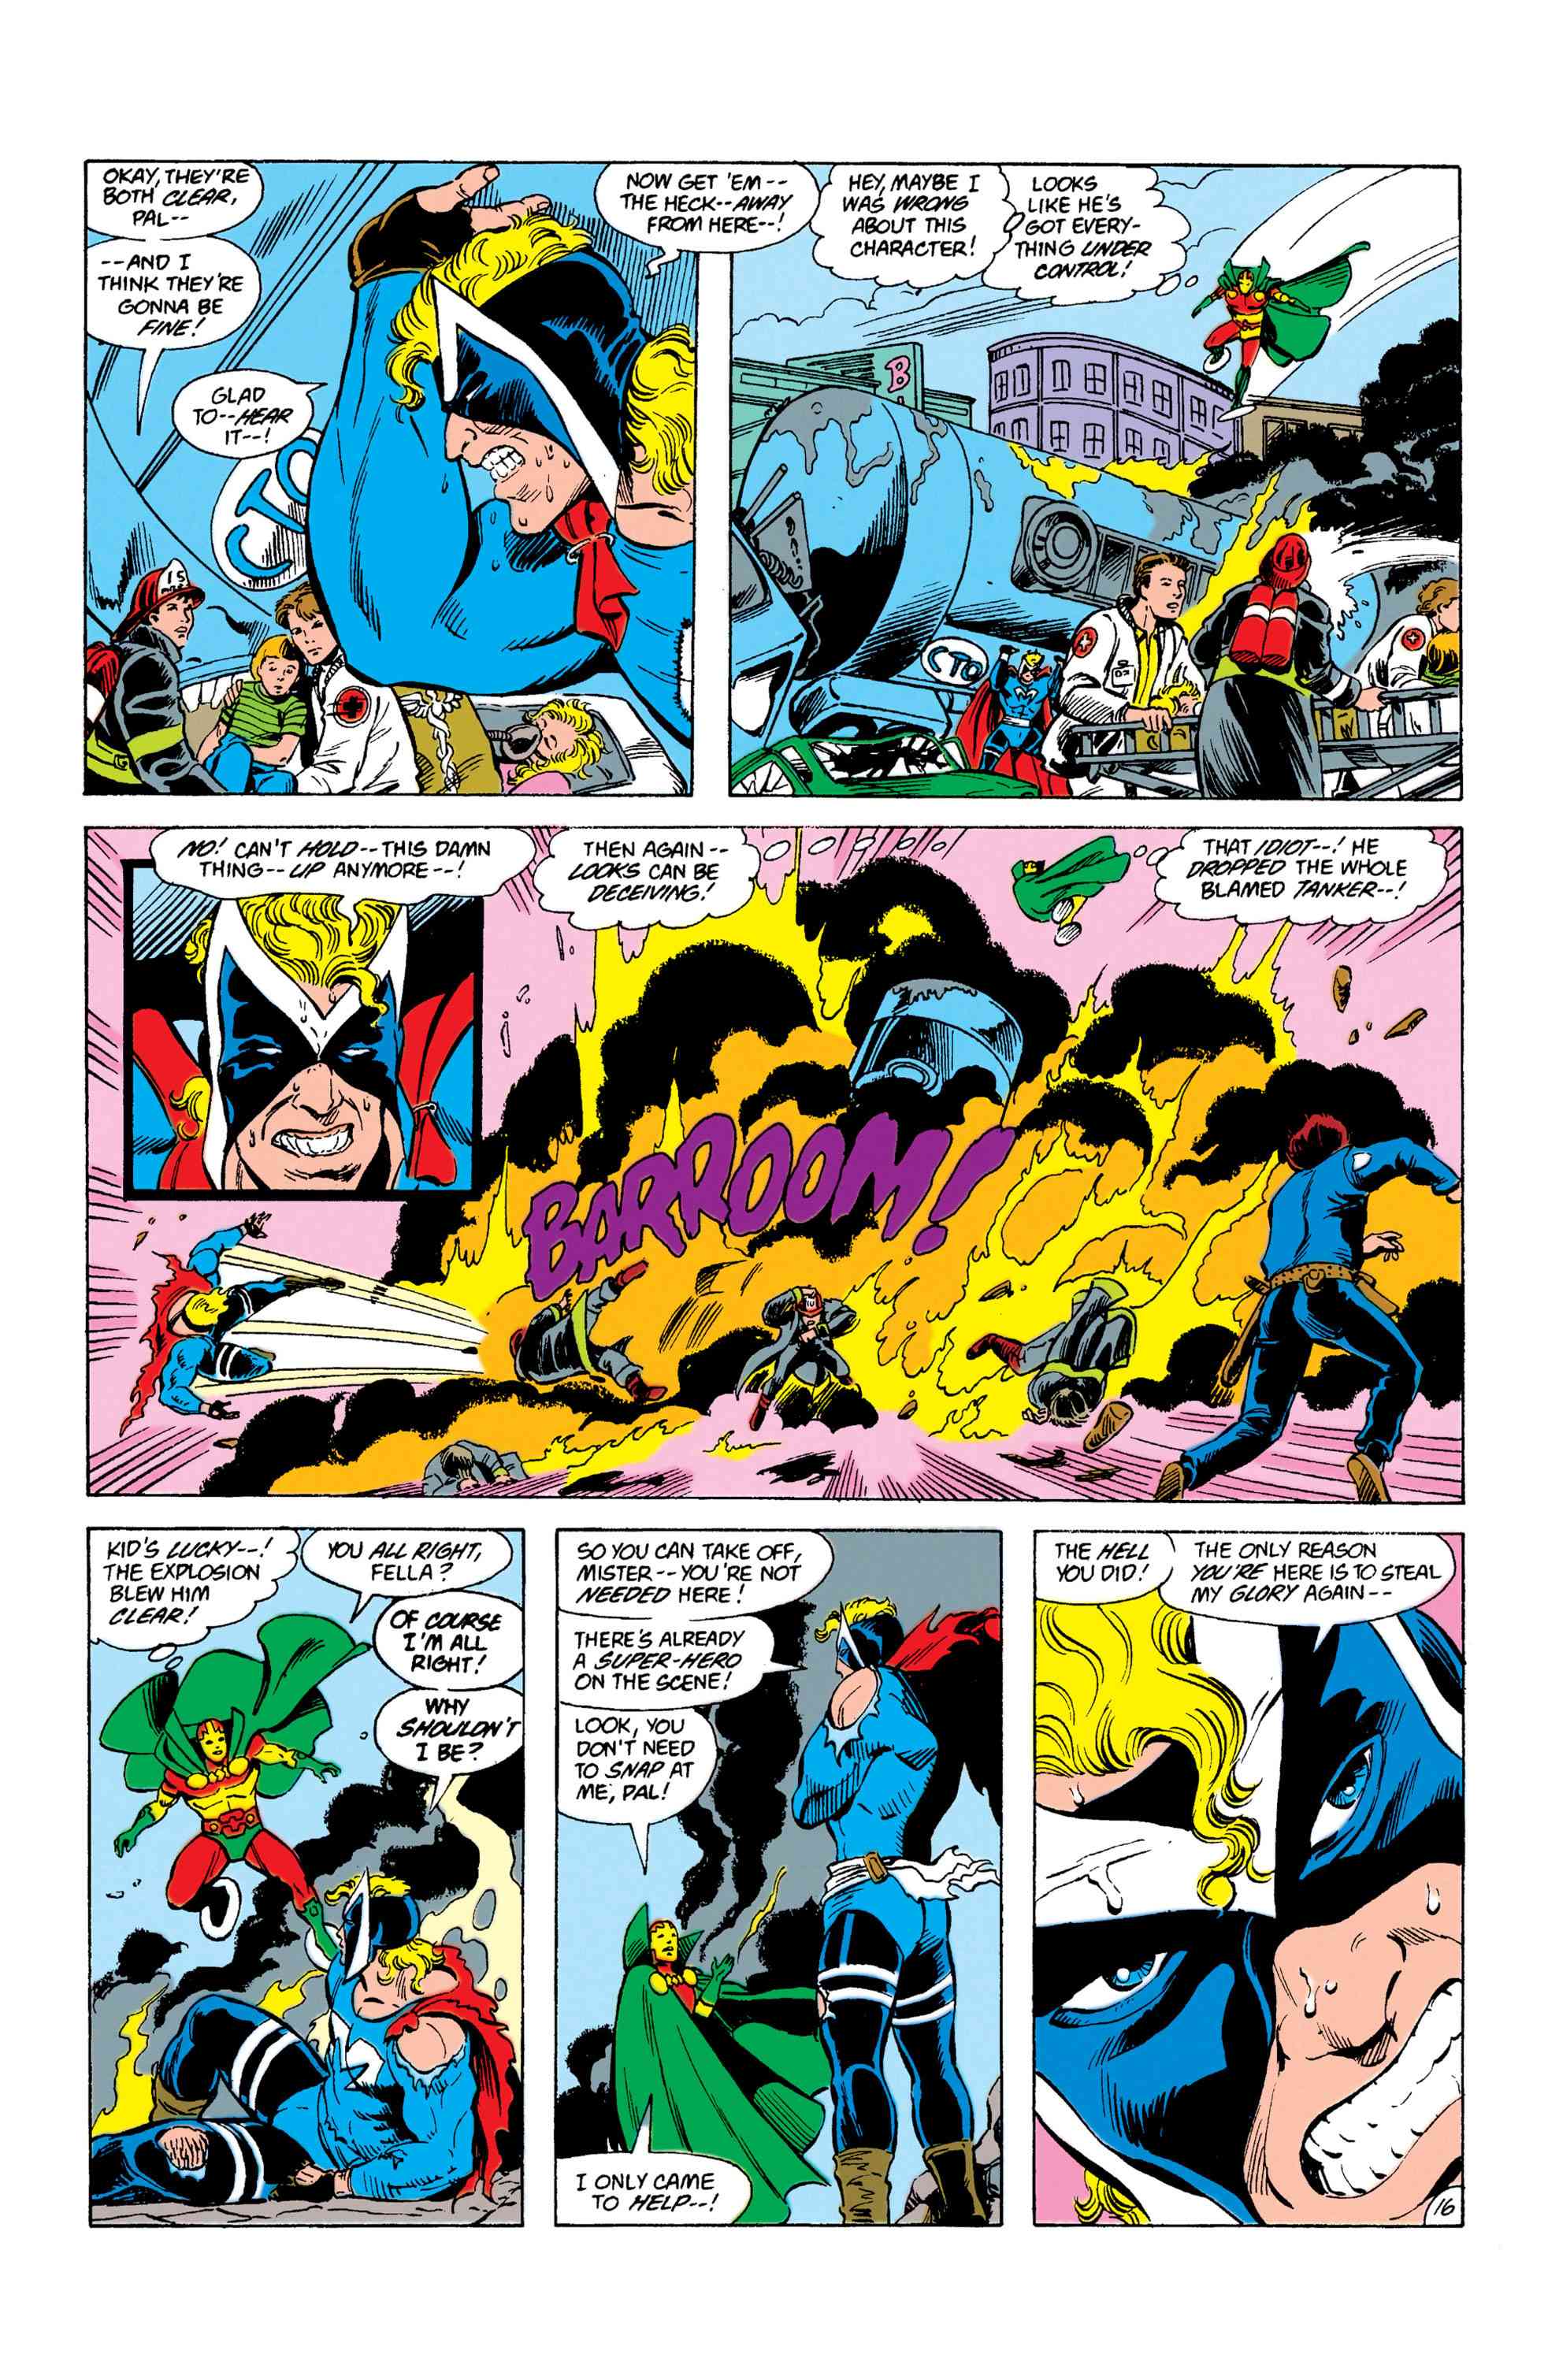 OKAY, THEY'RE
BOTH CLEAR,
PAL--
--AND I
THINK THEY'RE
GONNA BE
FINE!
GLAD
TO--HEAR
IT--!
NOW GET 'EM--
THE HECK--AWAY
FROM HERE--!
CTO
15
HEY, MAYBE I
WAS WRONG
ABOUT THIS
CHARACTER!
LOOKS
LIKE HE'S
GOT EVERY-
THING UNDER
CONTROL!
B
CTO
NO! CAN'T HOLD--THIS DAMN
THING--UP ANYMORE--!
THEN AGAIN--
LOOKS CAN BE
DECEIVING!
THAT IDIOT--! HE
DROPPED THE WHOLE
BLAMED TANKER--!
BARROOM!
KID'S LUCKY--!
THE EXPLOSION
BLEW HIM
CLEAR!
YOU ALL RIGHT,
FELLA?
OF COURSE
I'M ALL
RIGHT!
WHY
SHOULDN'T
I BE?
SO YOU CAN TAKE OFF,
MISTER--YOU'RE NOT
NEEDED HERE!
THERE'S ALREADY
A SUPER-HERO
ON THE SCENE!
LOOK, YOU
DON'T NEED
TO SNAP AT
ME, PAL!
I ONLY CAME
TO HELP--!
THE HELL
YOU DID!
THE ONLY REASON
YOU'RE HERE IS TO STEAL
MY GLORY AGAIN--
16